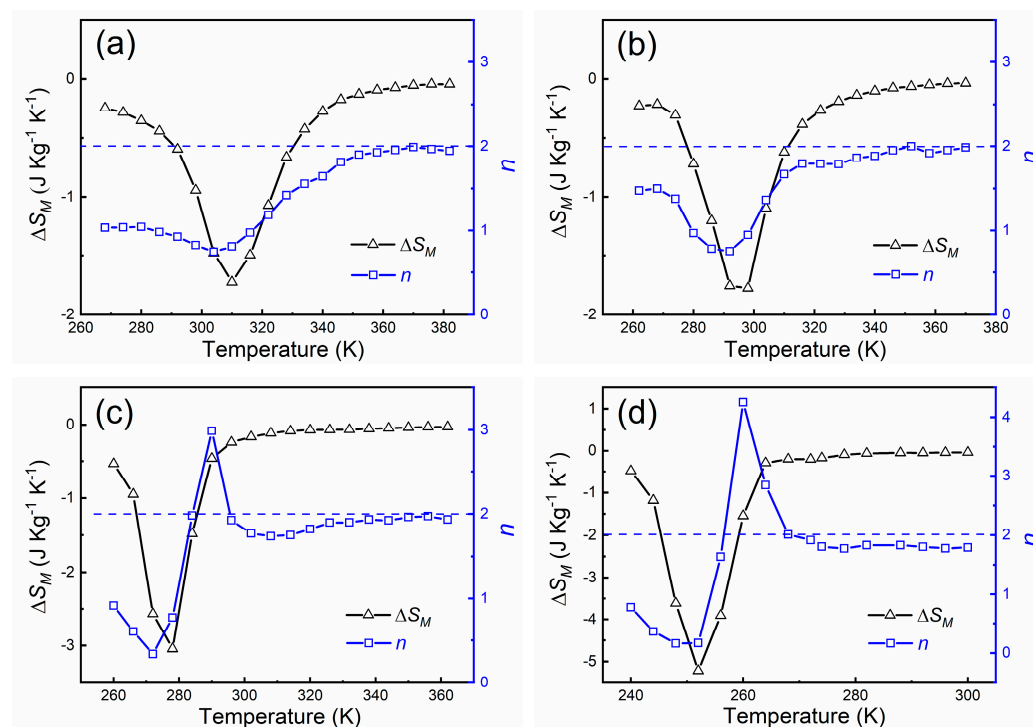 (a)
0
-1
-2
ΔS_M (J Kg⁻¹ K⁻¹)
3
2
1
0
n
ΔS_M
n
260 280 300 320 340 360 380
Temperature (K)
(b)
0
-1
-2
ΔS_M (J Kg⁻¹ K⁻¹)
3
2
1
0
n
ΔS_M
n
260 280 300 320 340 360 380
Temperature (K)
(c)
0
-1
-2
-3
ΔS_M (J Kg⁻¹ K⁻¹)
3
2
1
0
n
ΔS_M
n
260 280 300 320 340 360
Temperature (K)
(d)
1
0
-1
-2
-3
-4
-5
ΔS_M (J Kg⁻¹ K⁻¹)
4
3
2
1
0
n
ΔS_M
n
240 260 280 300
Temperature (K)